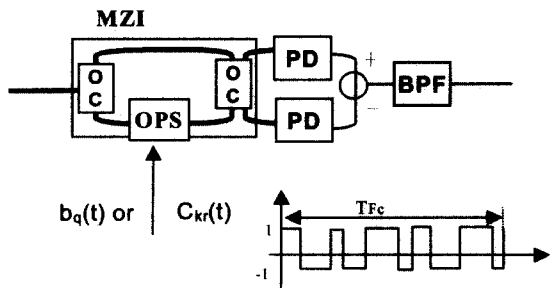 MZI
O
C
OPS
O
C
PD
PD
+
−
BPF
b_q(t) or C_kr(t)
T_Fc
1
-1